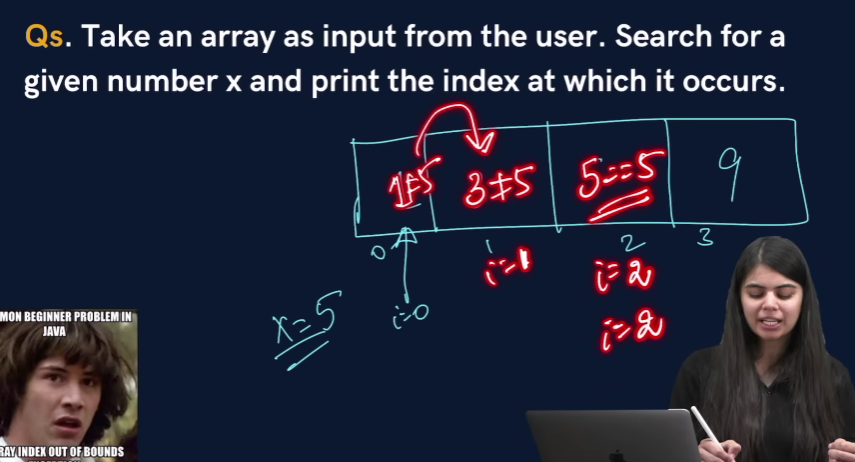 Qs. Take an array as input from the user. Search for a
given number x and print the index at which it occurs.
1≠5 3≠5 5==5 9
0 1 2 3
i=0 i=1 i=2
x=5 i=2
MON BEGINNER PROBLEM IN
JAVA
RAY INDEX OUT OF BOUNDS